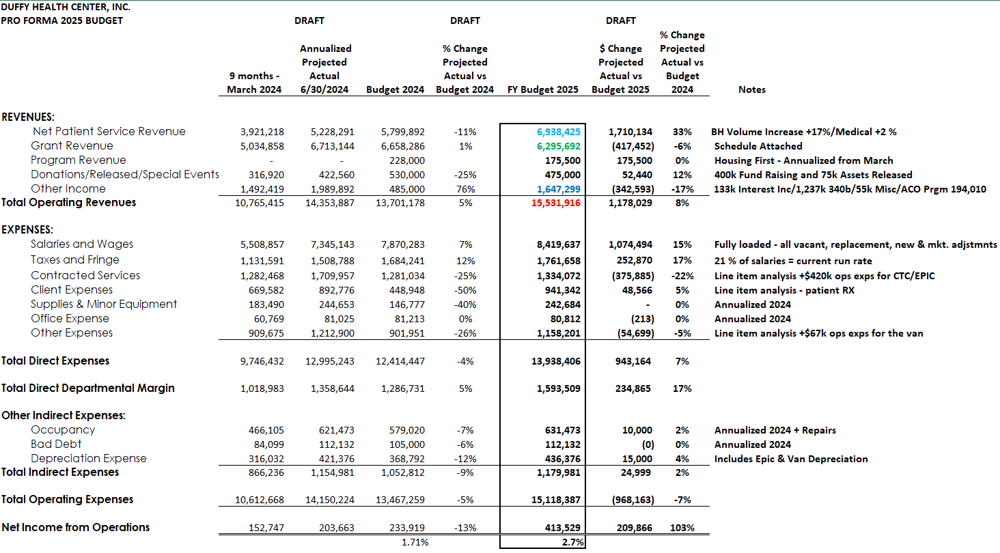 DUFFY HEALTH CENTER, INC.
PRO FORMA 2025 BUDGET DRAFT DRAFT DRAFT
9 months - March 2024 Annualized Projected Actual 6/30/2024 Budget 2024 % Change Projected Actual vs Budget 2024 FY Budget 2025 $ Change Projected Actual vs Budget 2025 % Change Projected Actual vs Budget 2024 Notes
REVENUES:
Net Patient Service Revenue 3,921,218 5,228,291 5,799,892 -11% 6,938,425 1,710,134 33% BH Volume Increase +17%/Medical +2 %
Grant Revenue 5,034,858 6,713,144 6,658,286 1% 6,295,692 (417,452) -6% Schedule Attached
Program Revenue - - 228,000 175,500 175,500 0% Housing First - Annualized from March
Donations/Released/Special Events 316,920 422,560 530,000 -25% 475,000 52,440 12% 400k Fund Raising and 75k Assets Released
Other Income 1,492,419 1,989,892 485,000 76% 1,647,299 (342,593) -17% 133k Interest Inc/1,237k 340b/55k Misc/ACO Prgm 194,010
Total Operating Revenues 10,765,415 14,353,887 13,701,178 5% 15,531,916 1,178,029 8%
EXPENSES:
Salaries and Wages 5,508,857 7,345,143 7,870,283 7% 8,419,637 1,074,494 15% Fully loaded - all vacant, replacement, new & mkt. adjstmnts
Taxes and Fringe 1,131,591 1,508,788 1,684,241 12% 1,761,658 252,870 17% 21 % of salaries = current run rate
Contracted Services 1,282,468 1,709,957 1,281,034 -25% 1,334,072 (375,885) -22% Line item analysis +$420k ops exps for CTC/EPIC
Client Expenses 669,582 892,776 448,948 -50% 941,342 48,566 5% Line item analysis - patient RX
Supplies & Minor Equipment 183,490 244,653 146,777 -40% 242,684 - 0% Annualized 2024
Office Expense 60,769 81,025 81,213 0% 80,812 (213) 0% Annualized 2024
Other Expenses 909,675 1,212,900 901,951 -26% 1,158,201 (54,699) -5% Line item analysis +$67k ops exps for the van
Total Direct Expenses 9,746,432 12,995,243 12,414,447 -4% 13,938,406 943,164 7%
Total Direct Departmental Margin 1,018,983 1,358,644 1,286,731 5% 1,593,509 234,865 17%
Other Indirect Expenses:
Occupancy 466,105 621,473 579,020 -7% 631,473 10,000 2% Annualized 2024 + Repairs
Bad Debt 84,099 112,132 105,000 -6% 112,132 (0) 0% Annualized 2024
Depreciation Expense 316,032 421,376 368,792 -12% 436,376 15,000 4% Includes Epic & Van Depreciation
Total Indirect Expenses 866,236 1,154,981 1,052,812 -9% 1,179,981 24,999 2%
Total Operating Expenses 10,612,668 14,150,224 13,467,259 -5% 15,118,387 (968,163) -7%
Net Income from Operations 152,747 203,663 233,919 -13% 413,529 209,866 103%
1.71% 2.7%